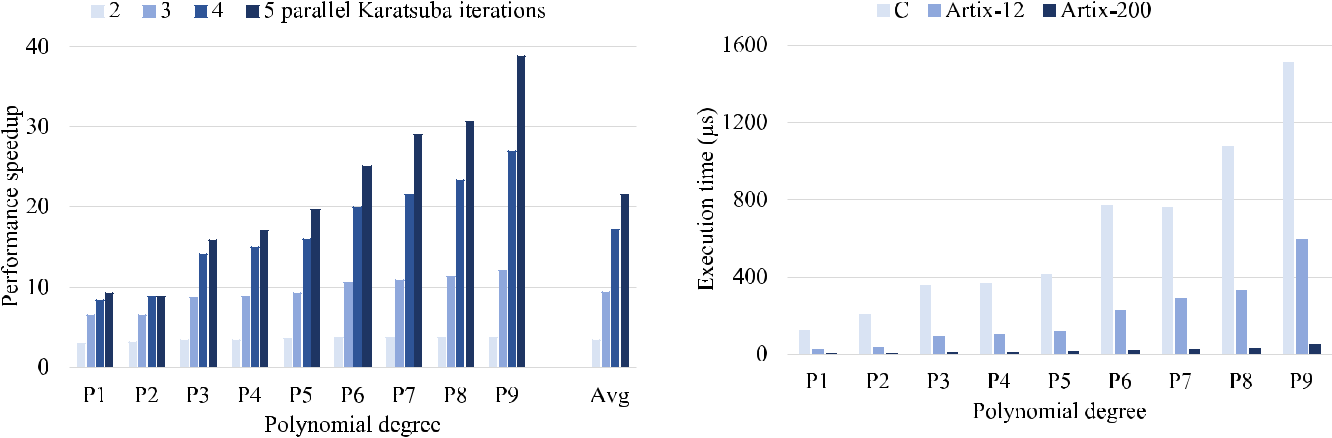 2 3 4 5 parallel Karatsuba iterations
40
30
20
10
0
Performance speedup
P1 P2 P3 P4 P5 P6 P7 P8 P9 Avg
Polynomial degree
C Artix-12 Artix-200
1600
1200
800
400
0
Execution time (µs)
P1 P2 P3 P4 P5 P6 P7 P8 P9
Polynomial degree